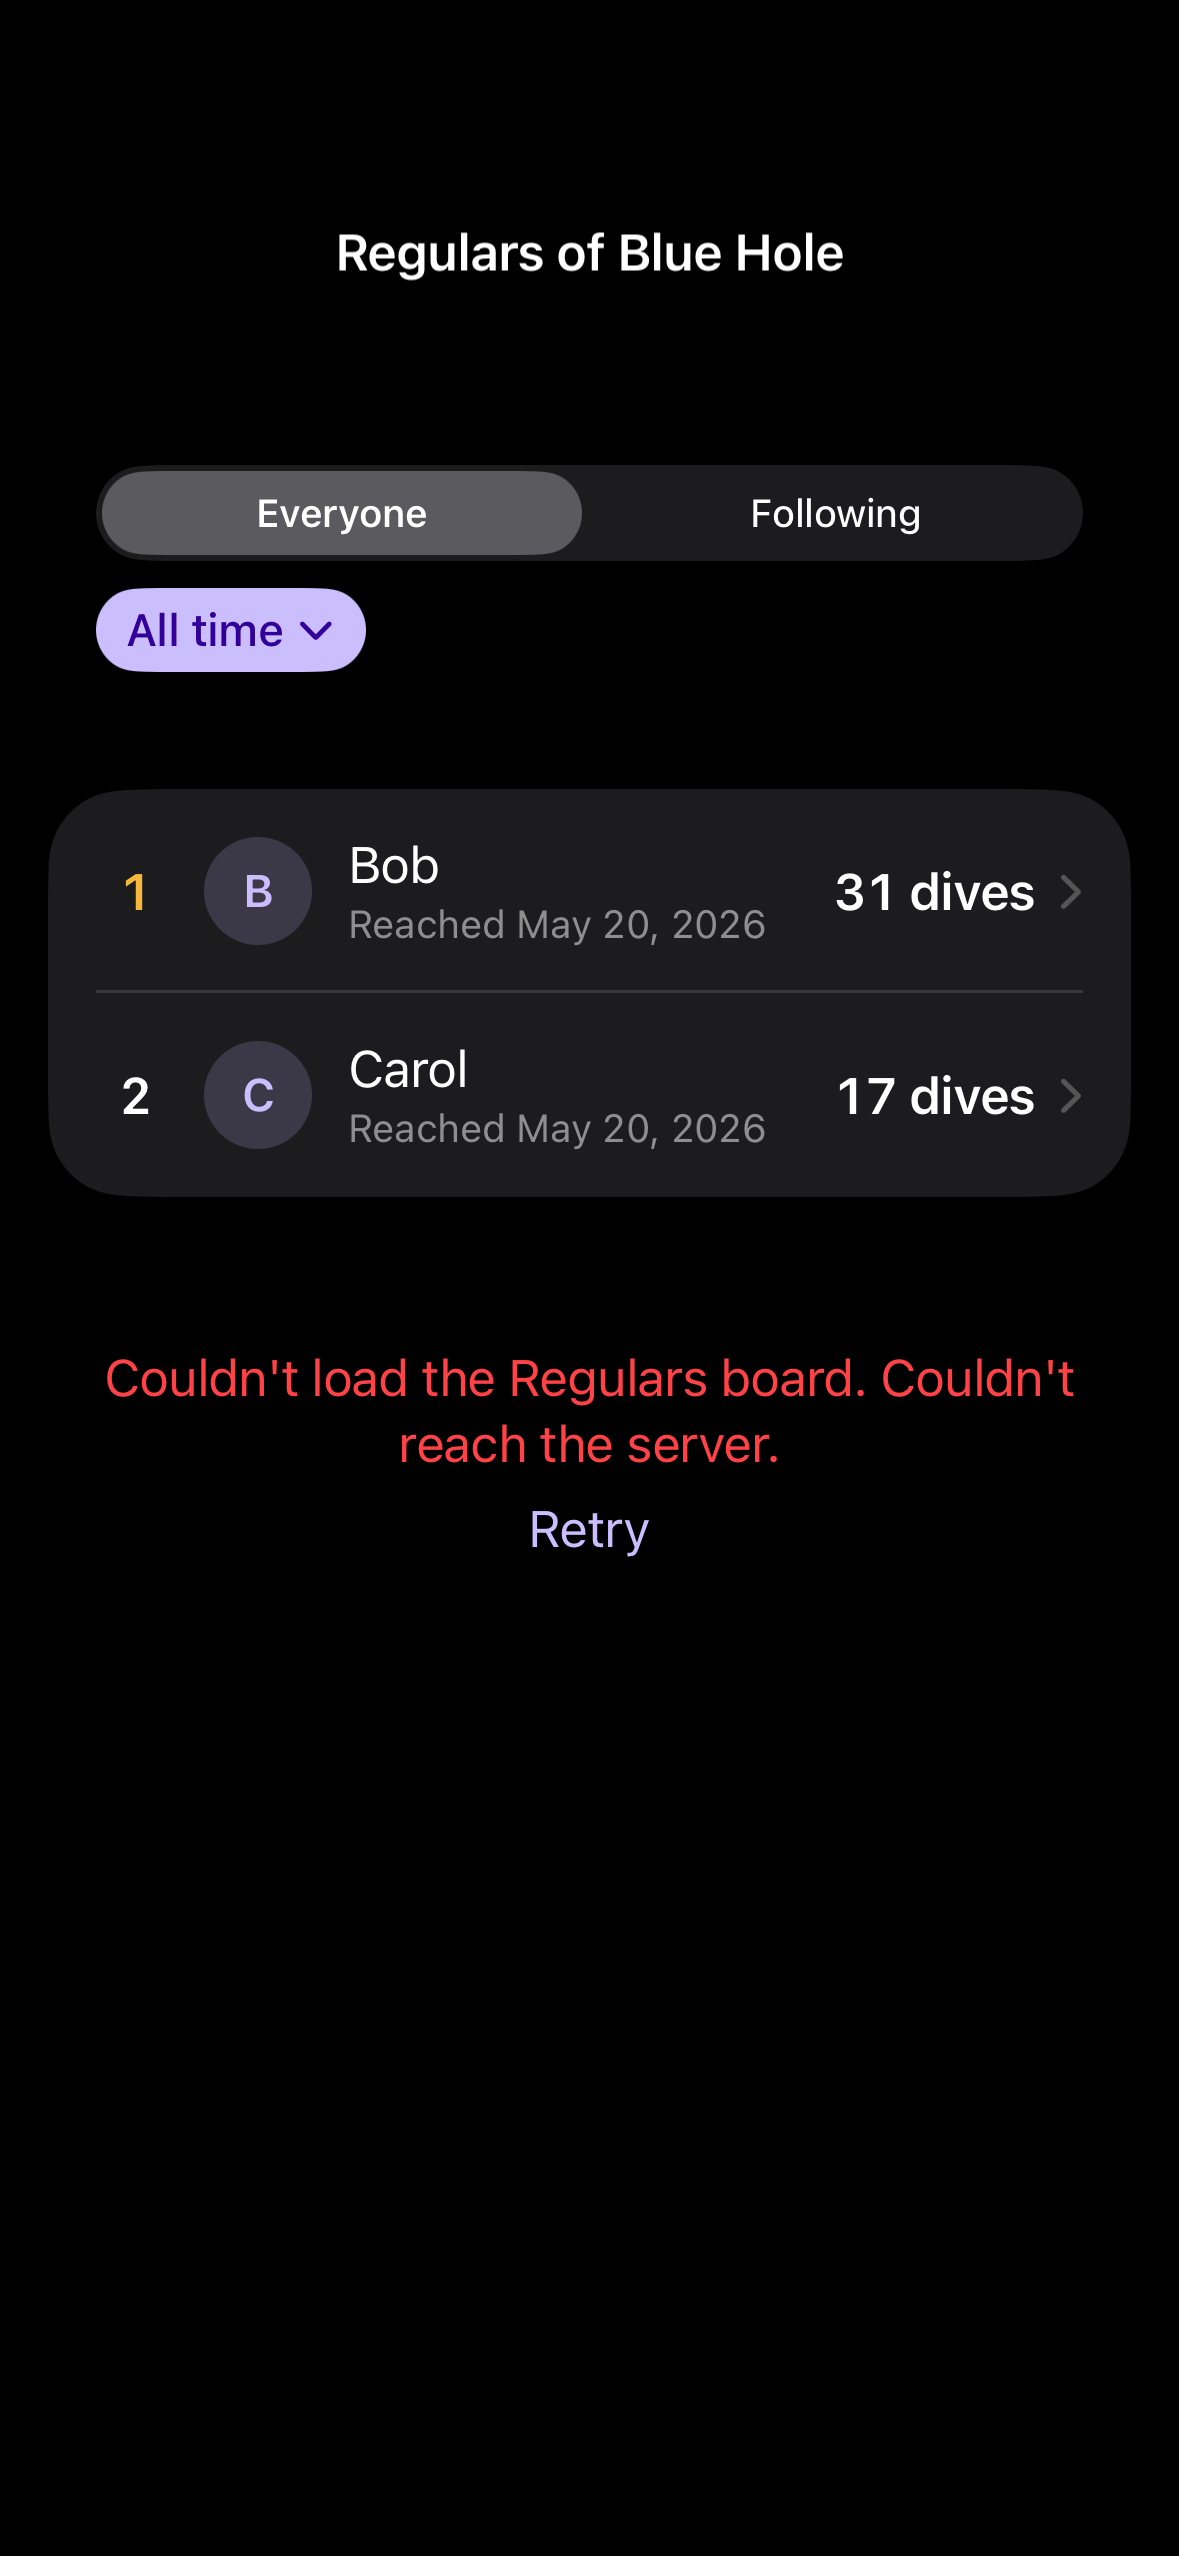 Regulars of Blue Hole
Everyone
Following
All time
1
B
Bob
Reached May 20, 2026
31 dives
2
C
Carol
Reached May 20, 2026
17 dives
Couldn't load the Regulars board. Couldn't
reach the server.
Retry